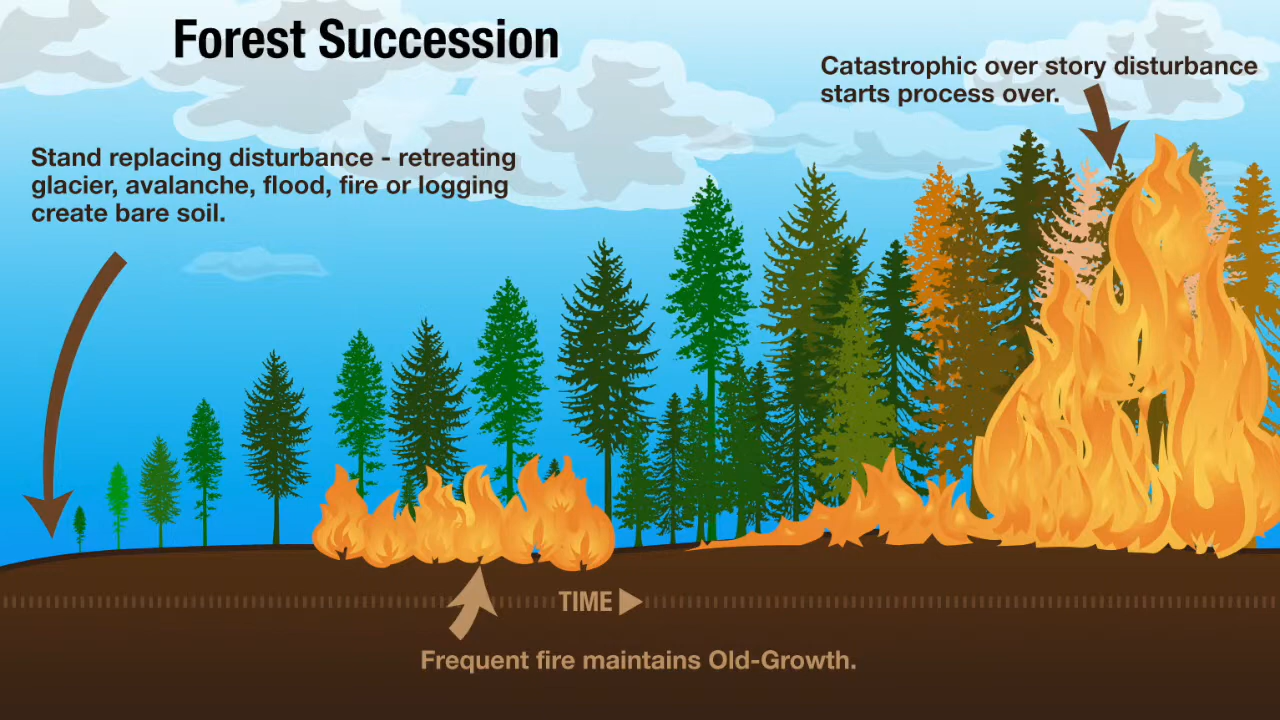 Forest Succession
Catastrophic over story disturbance
starts process over.
Stand replacing disturbance - retreating
glacier, avalanche, flood, fire or logging
create bare soil.
TIME
Frequent fire maintains Old-Growth.